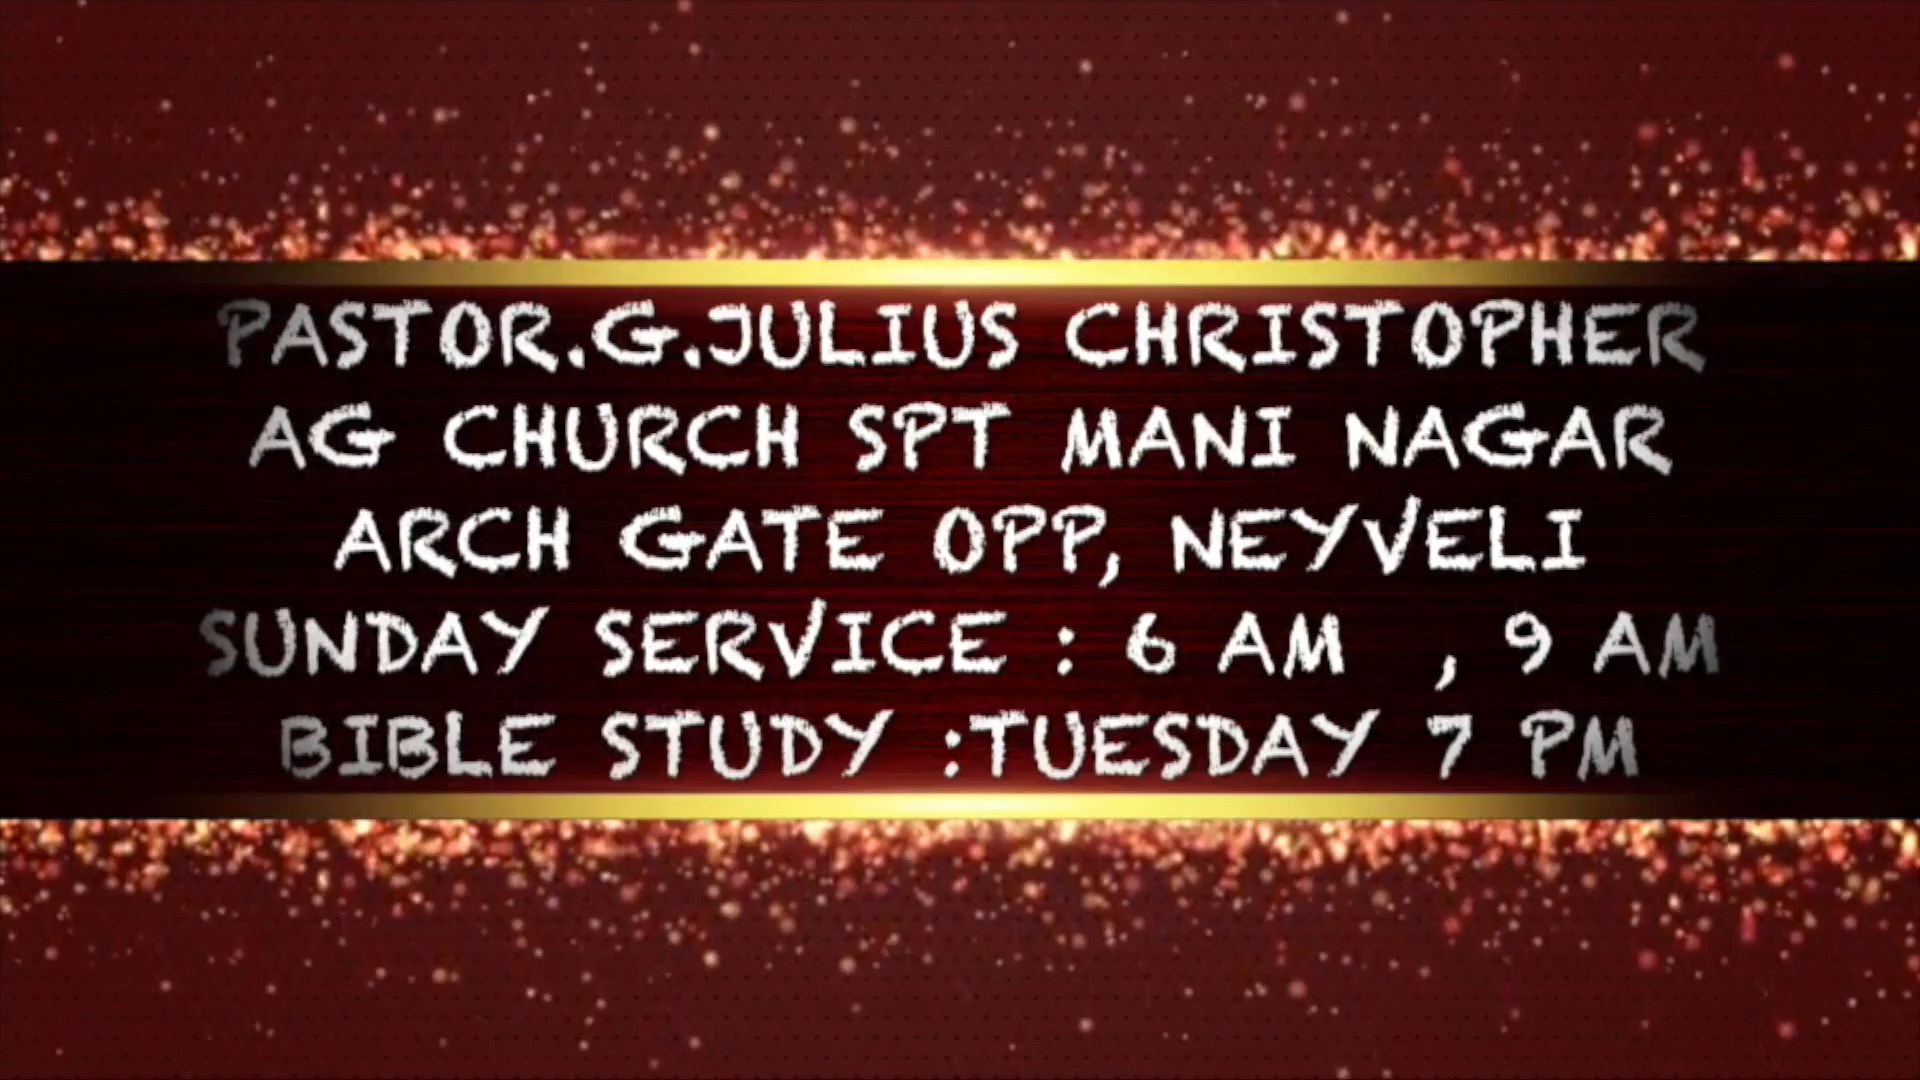 PASTOR.G.JULIUS CHRISTOPHER
AG CHURCH SPT MANI NAGAR
ARCH GATE OPP, NEYVELI
SUNDAY SERVICE : 6 AM , 9 AM
BIBLE STUDY :TUESDAY 7 PM